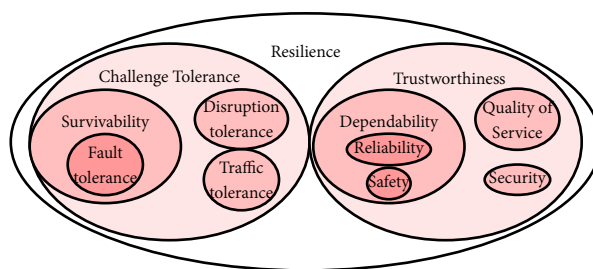 Resilience
Challenge Tolerance
Trustworthiness
Survivability
Fault
tolerance
Disruption
tolerance
Traffic
tolerance
Dependability
Reliability
Safety
Quality of
Service
Security